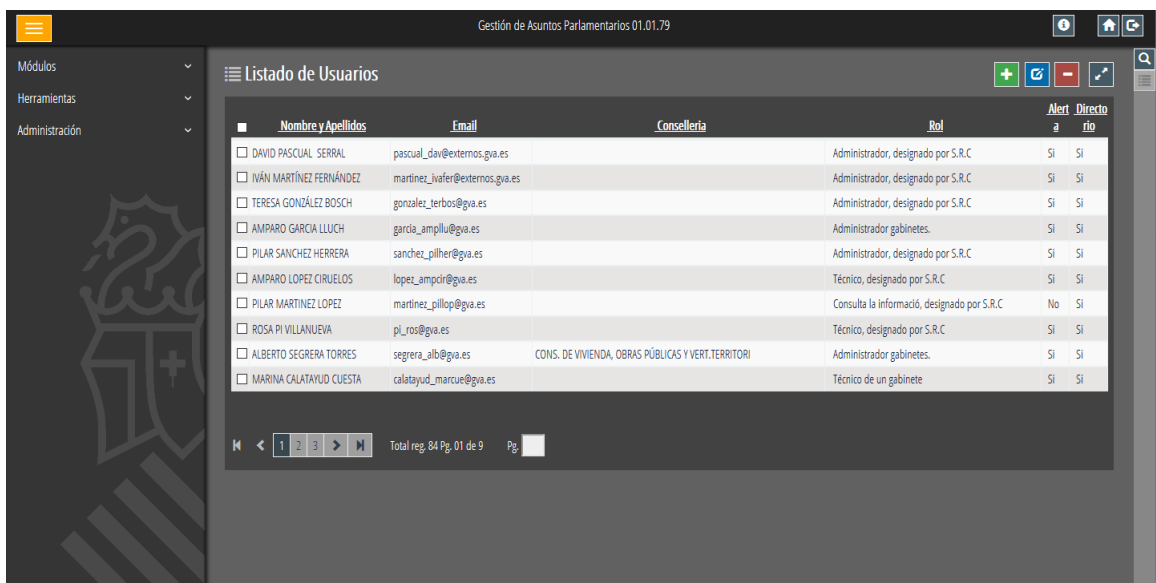 Gestión de Asuntos Parlamentarios 01.01.79
Módulos
Herramientas
Administración
Listado de Usuarios
Nombre y Apellidos Email Conselleria Rol Alert a Directo rio
DAVID PASCUAL SERRAL pascual_dav@externos.gva.es Administrador, designado por S.R.C Si Si
IVÁN MARTÍNEZ FERNÁNDEZ martinez_ivafer@externos.gva.es Administrador, designado por S.R.C Si Si
TERESA GONZÁLEZ BOSCH gonzalez_terbos@gva.es Administrador, designado por S.R.C Si Si
AMPARO GARCIA LLUCH garcia_ampllu@gva.es Administrador gabinetes. Si Si
PILAR SANCHEZ HERRERA sanchez_pilher@gva.es Administrador, designado por S.R.C Si Si
AMPARO LOPEZ CIRUELOS lopez_ampcir@gva.es Técnico, designado por S.R.C Si Si
PILAR MARTINEZ LOPEZ martinez_pillop@gva.es Consulta la informació, designado por S.R.C No Si
ROSA PI VILLANUEVA pi_ros@gva.es Técnico, designado por S.R.C Si Si
ALBERTO SEGRERA TORRES segrera_alb@gva.es CONS. DE VIVIENDA, OBRAS PÚBLICAS Y VERT.TERRITORI Administrador gabinetes. Si Si
MARINA CALATAYUD CUESTA calatayud_marcue@gva.es Técnico de un gabinete Si Si
1 2 3 Total reg. 84 Pg. 01 de 9 Pg.